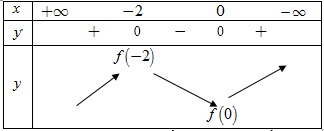 x +∞ -2 0 -∞
y' + 0 - 0 +
f(-2)
y
f(0)